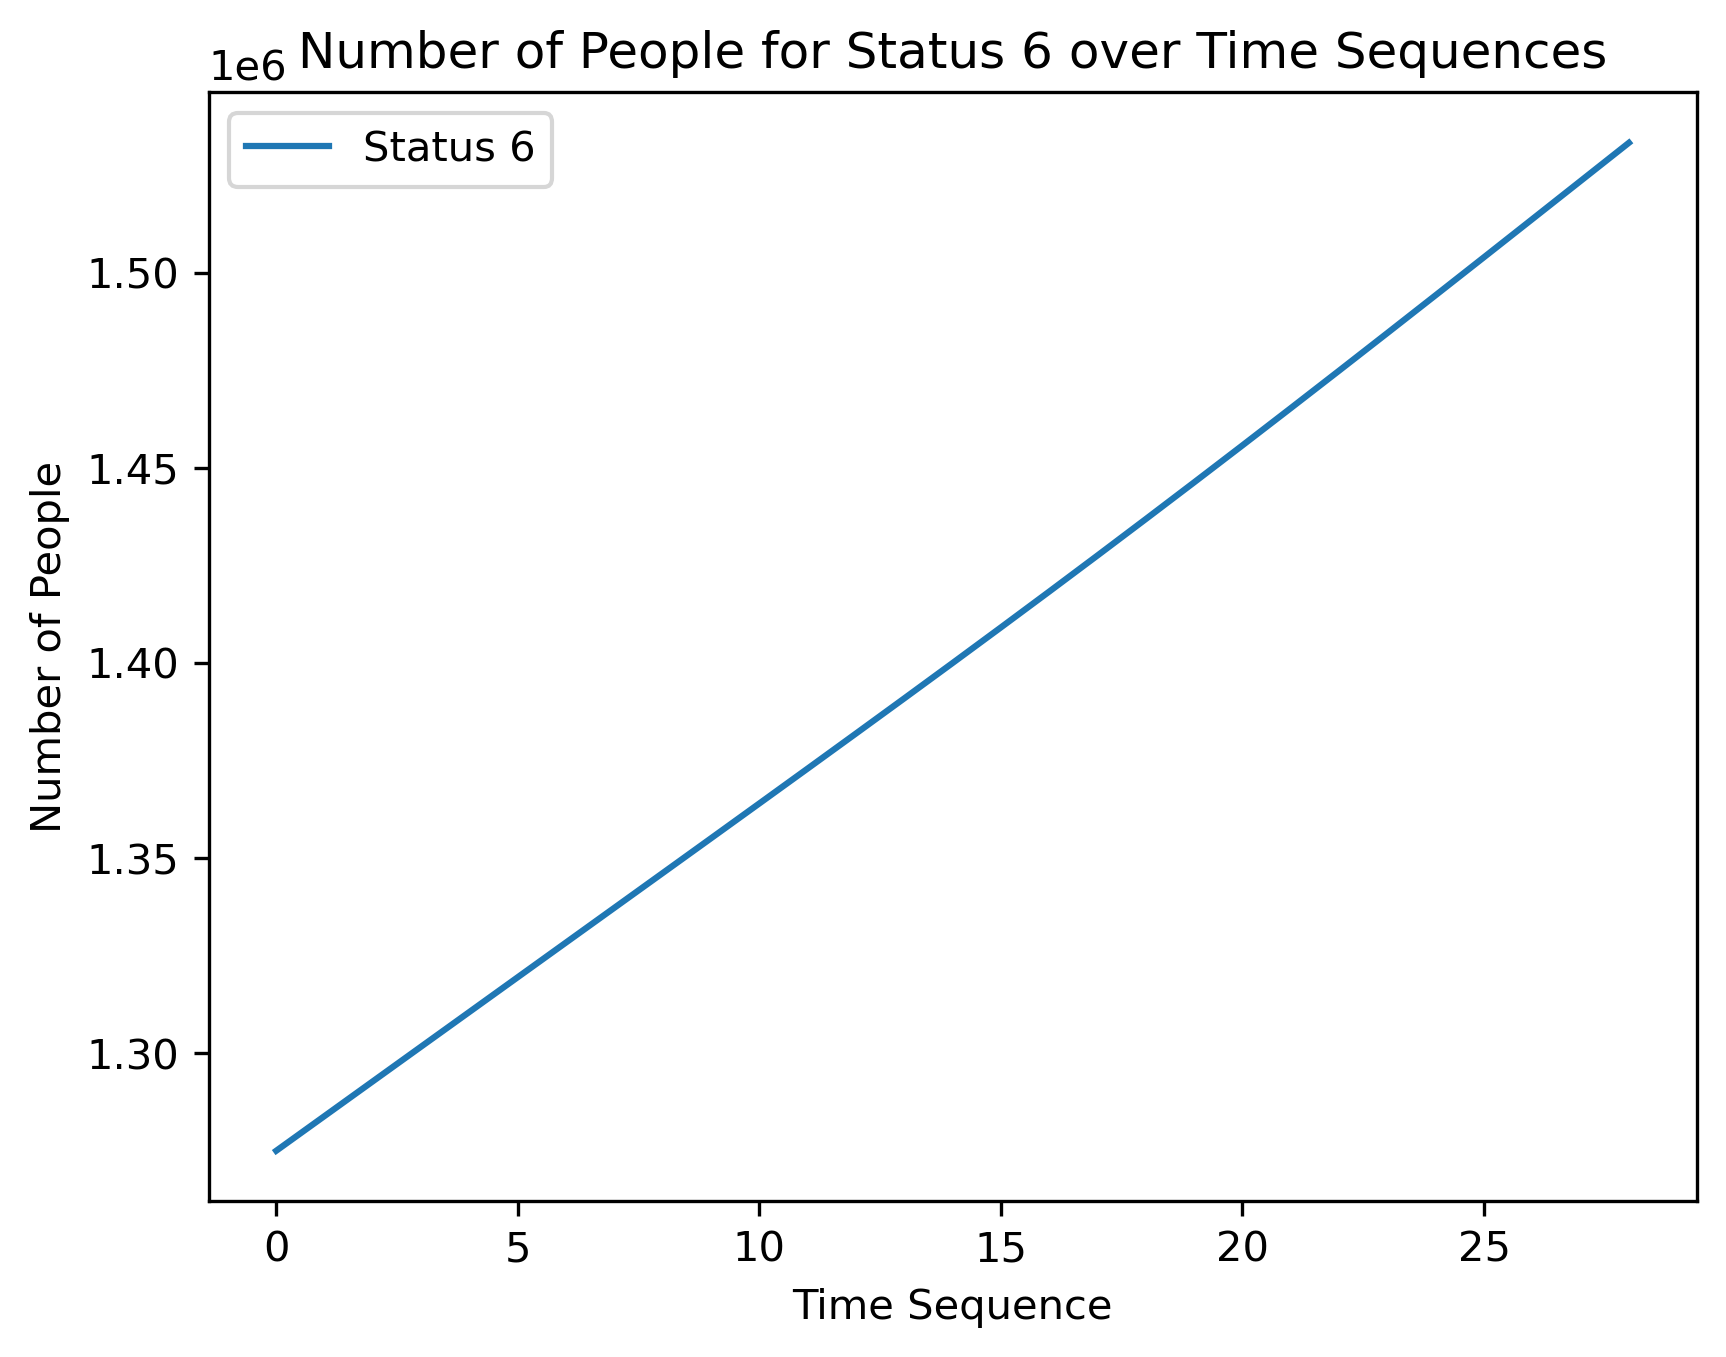 Number of People for Status 6 over Time Sequences
1e6
Status 6
1.50
1.45
1.40
1.35
1.30
Number of People
0 5 10 15 20 25
Time Sequence